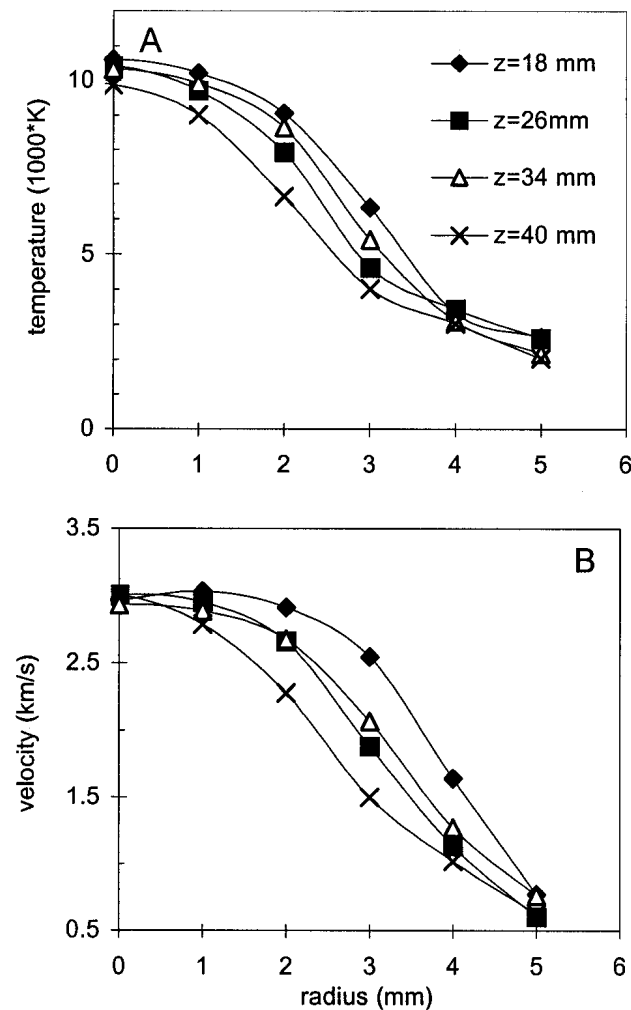 A
z=18 mm
z=26mm
z=34 mm
z=40 mm
temperature (1000*K)
10
5
0
0 1 2 3 4 5 6
B
velocity (km/s)
3.5
2.5
1.5
0.5
0 1 2 3 4 5 6
radius (mm)